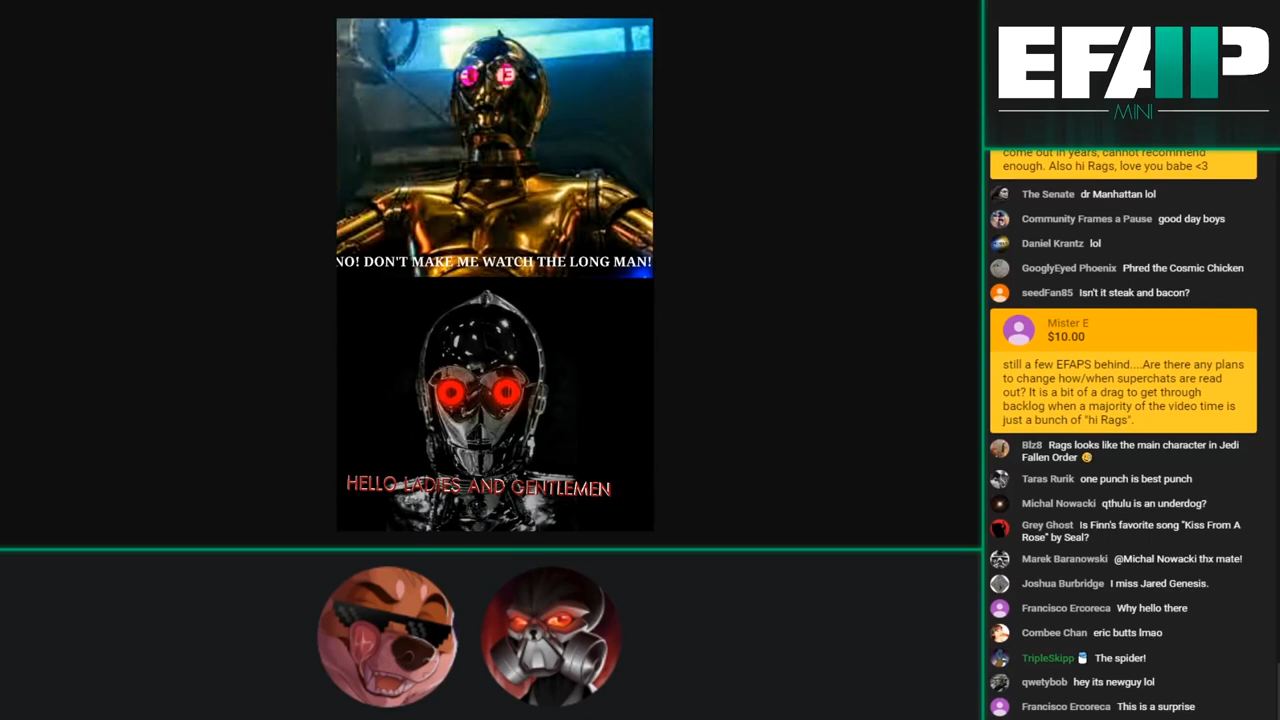 NO! DON'T MAKE ME WATCH THE LONG MAN!
HELLO LADIES AND GENTLEMEN
EFAP
MINI
come out in years, cannot recommend
enough. Also hi Rags, love you babe <3
The Senate dr Manhattan lol
Community Frames a Pause good day boys
Daniel Krantz lol
GooglyEyed Phoenix Phred the Cosmic Chicken
seedFan85 Isn't it steak and bacon?
Mister E
$10.00
still a few EFAPS behind....Are there any plans
to change how/when superchats are read
out? It is a bit of a drag to get through
backlog when a majority of the video time is
just a bunch of "hi Rags".
Blz8 Rags looks like the main character in Jedi
Fallen Order 🥴
Taras Rurik one punch is best punch
Michal Nowacki qthulu is an underdog?
Grey Ghost Is Finn's favorite song "Kiss From A
Rose" by Seal?
Marek Baranowski @Michal Nowacki thx mate!
Joshua Burbridge I miss Jared Genesis.
Francisco Ercoreca Why hello there
Combee Chan eric butts lmao
TripleSkipp The spider!
qwetybob hey its newguy lol
Francisco Ercoreca This is a surprise